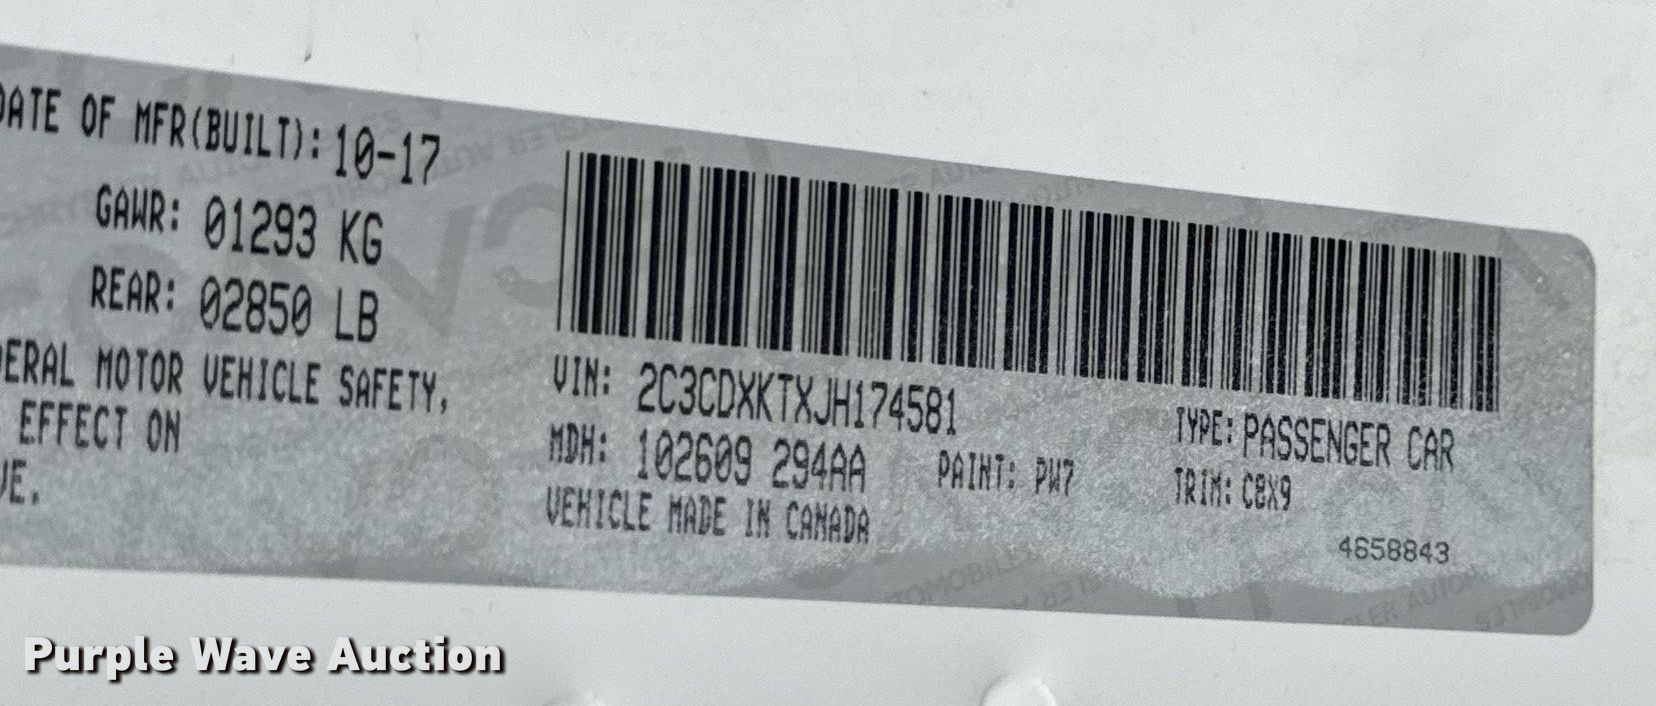 DATE OF MFR(BUILT): 10-17
GAWR: 01293 KG
REAR: 02850 LB
ERAL MOTOR VEHICLE SAFETY,
EFFECT ON
VE.
VIN: 2C3CDXKTXJH174581
TYPE: PASSENGER CAR
MDH: 102609 294AA
PAINT: PW7
TRIM: C8X9
VEHICLE MADE IN CANADA
4658843
Purple Wave Auction